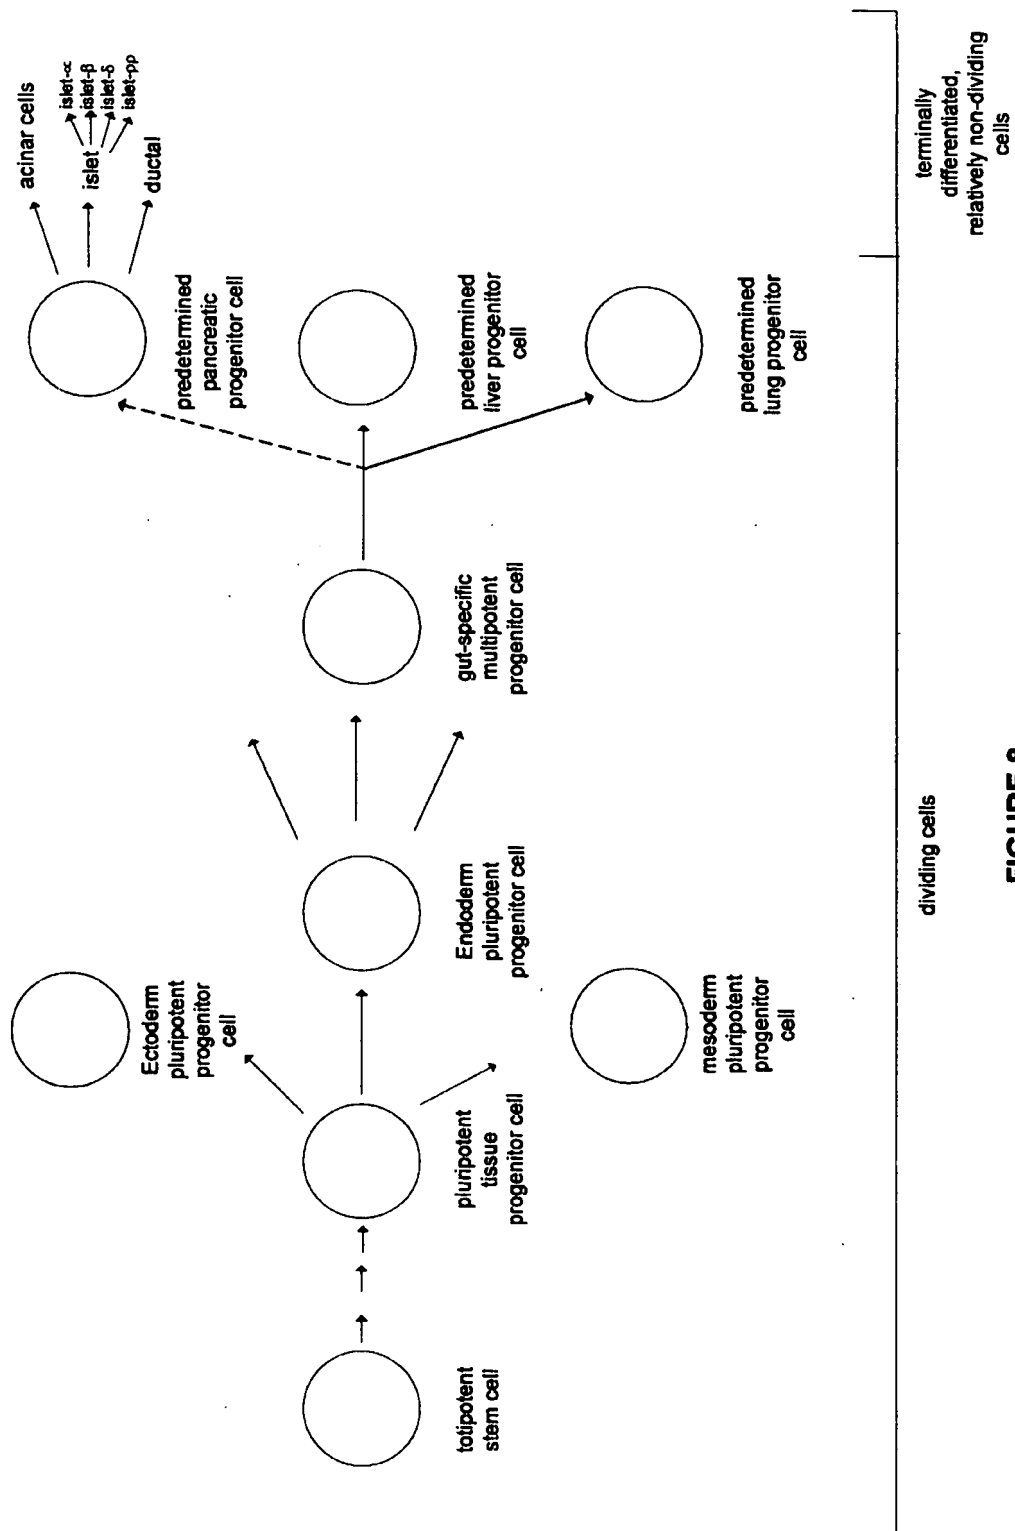 totipotent
stem cell
pluripotent
tissue
progenitor cell
Ectoderm
pluripotent
progenitor
cell
Endoderm
pluripotent
progenitor cell
mesoderm
pluripotent
progenitor
cell
gut-specific
multipotent
progenitor cell
predetermined
pancreatic
progenitor cell
predetermined
liver progenitor
cell
predetermined
lung progenitor
cell
acinar cells
islet
islet-α
islet-β
islet-δ
islet-pp
ductal
dividing cells
terminally
differentiated,
relatively non-dividing
cells
FIGURE